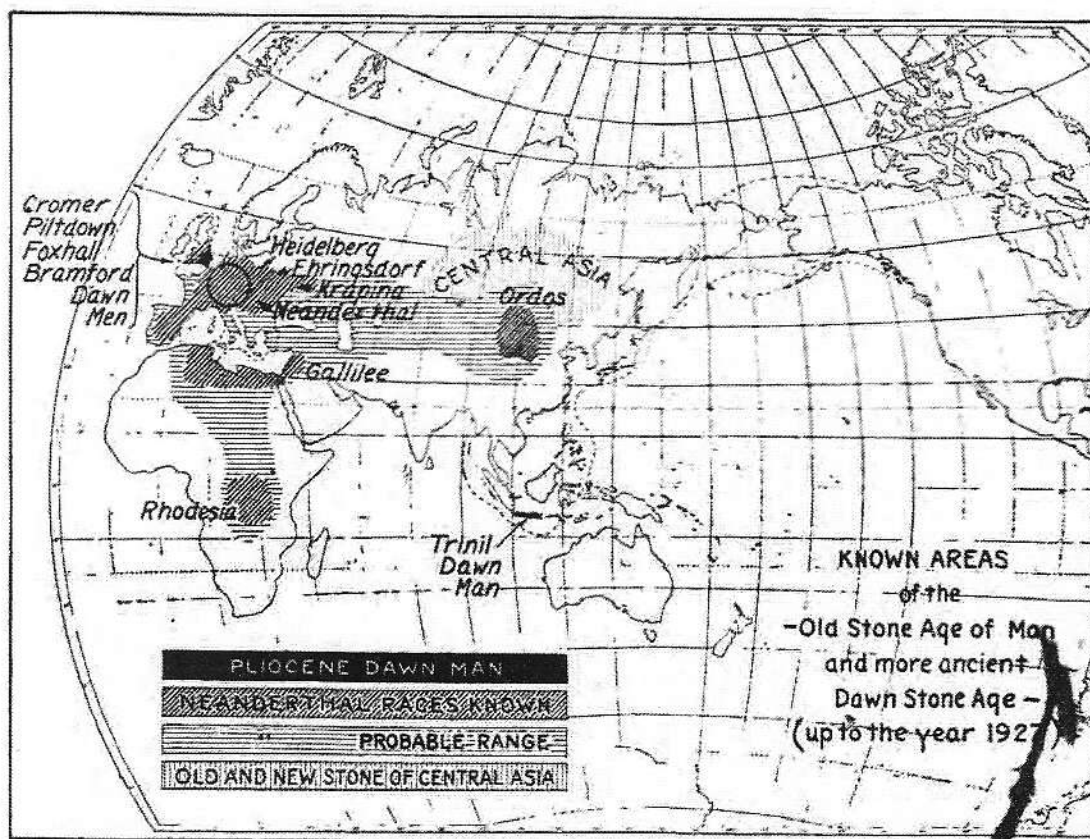 Cromer
Piltdown
Foxhall
Bramford
Dawn
Men
Heidelberg
Ehringsdorf
Krapina
Neanderthal
CENTRAL ASIA
Ordos
Gallilee
Rhodesia
Trinil
Dawn
Man
KNOWN AREAS
of the
-Old Stone Age of Man
and more ancient
Dawn Stone Age-
(up to the year 1927)
PLIOCENE DAWN MAN
NEANDERTHAL RACES KNOWN
" PROBABLE-RANGE
OLD AND NEW STONE OF CENTRAL ASIA